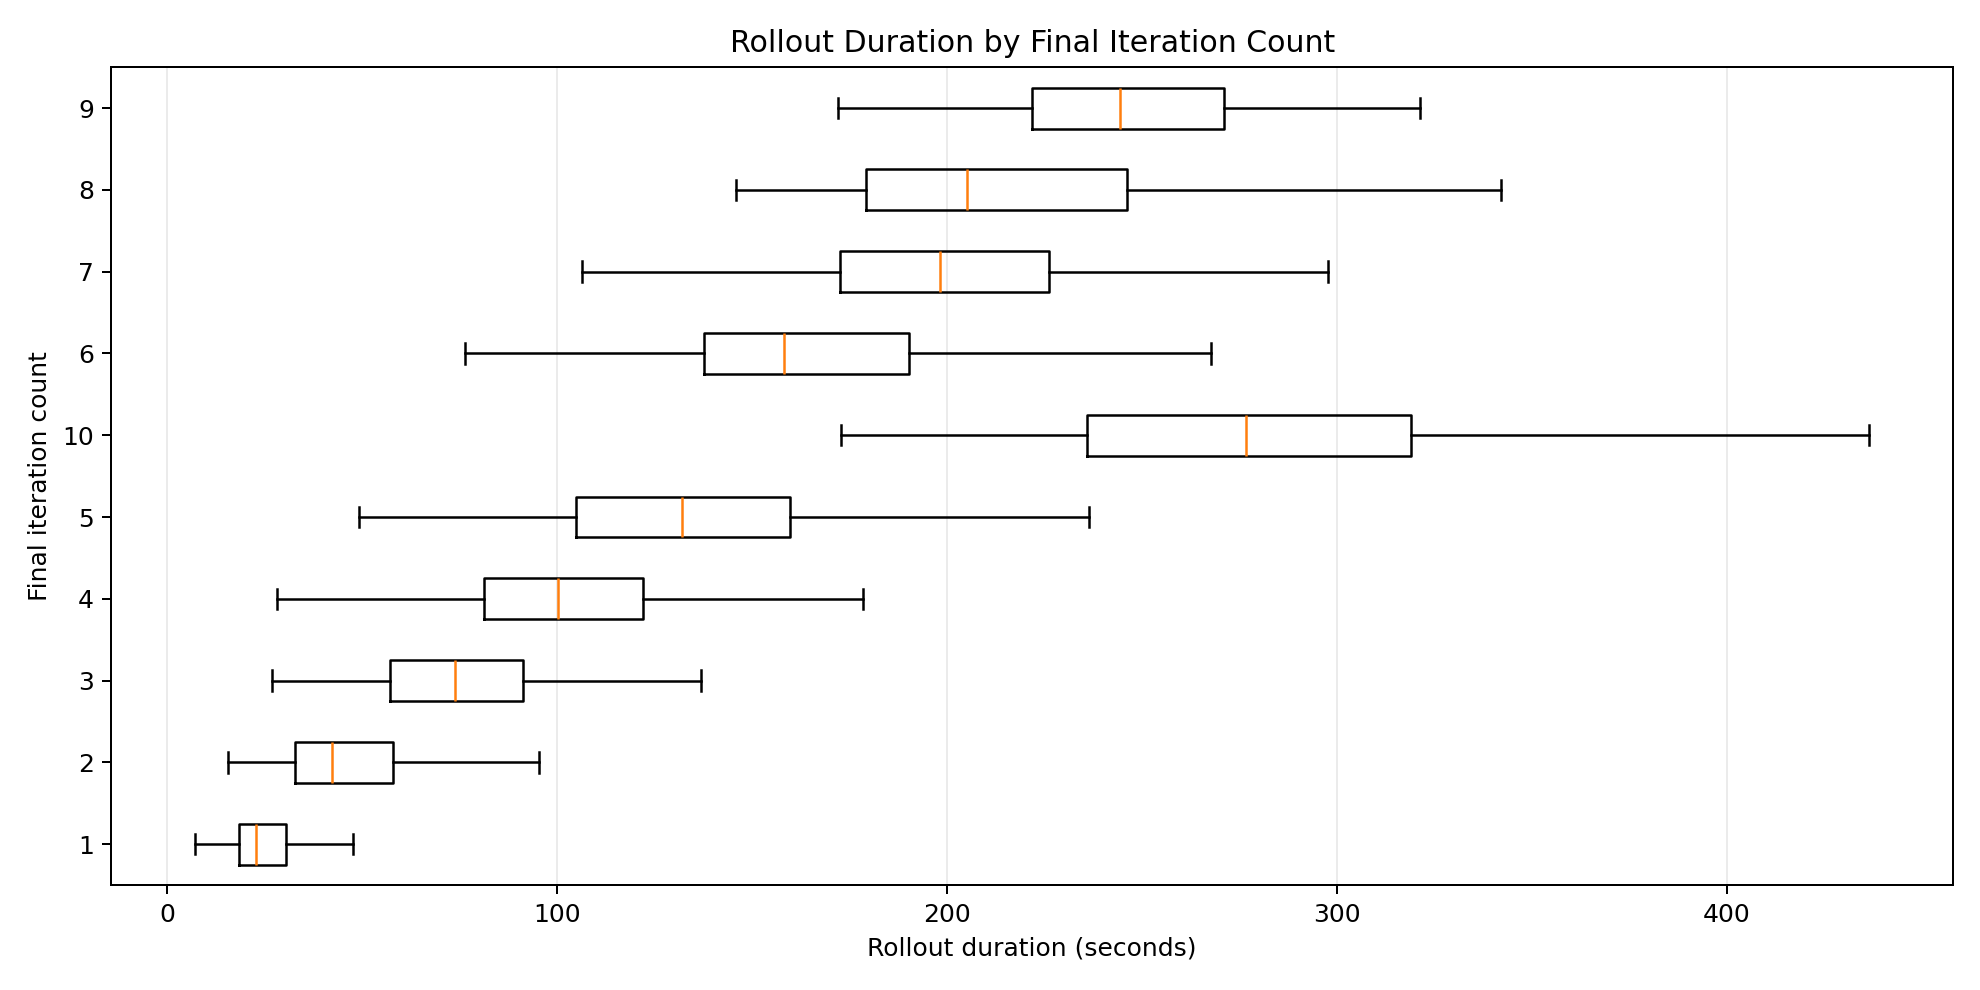 Rollout Duration by Final Iteration Count
Final iteration count
9
8
7
6
10
5
4
3
2
1
0 100 200 300 400
Rollout duration (seconds)